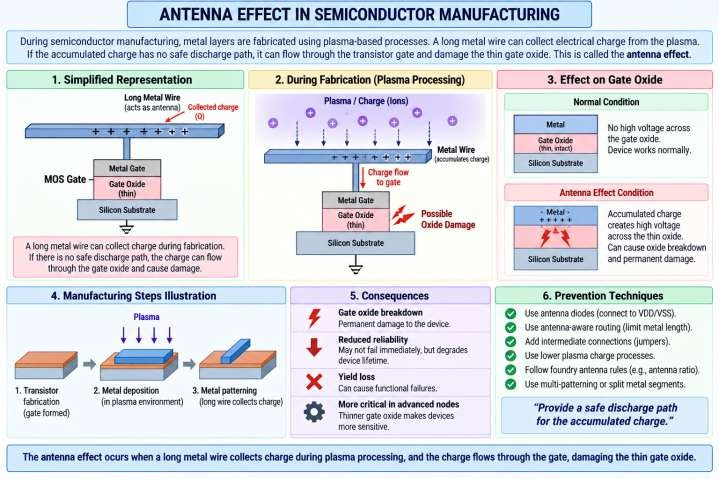 ANTENNA EFFECT IN SEMICONDUCTOR MANUFACTURING
During semiconductor manufacturing, metal layers are fabricated using plasma-based processes. A long metal wire can collect electrical charge from the plasma.
If the accumulated charge has no safe discharge path, it can flow through the transistor gate and damage the thin gate oxide. This is called the antenna effect.
1. Simplified Representation
Long Metal Wire
(acts as antenna)
Collected charge
(Q)
+ + + + + + +
MOS Gate
Metal Gate
Gate Oxide
(thin)
Silicon Substrate
A long metal wire can collect charge during fabrication.
If there is no safe discharge path, the charge can flow
through the gate oxide and cause damage.
2. During Fabrication (Plasma Processing)
Plasma / Charge (Ions)
+ + + + + + + +
Metal Wire
(accumulates charge)
Charge flow
to gate
Metal Gate
Gate Oxide
(thin)
Silicon Substrate
Possible
Oxide Damage
3. Effect on Gate Oxide
Normal Condition
Metal
Gate Oxide
(thin, intact)
Silicon Substrate
No high voltage across
the gate oxide.
Device works normally.
Antenna Effect Condition
- Metal -
+ + + + +
Silicon Substrate
Accumulated charge
creates high voltage
across the thin oxide.
Can cause oxide breakdown
and permanent damage.
4. Manufacturing Steps Illustration
Plasma
1. Transistor
fabrication
(gate formed)
2. Metal deposition
(in plasma environment)
3. Metal patterning
(long wire collects charge)
5. Consequences
Gate oxide breakdown
Permanent damage to the device.
Reduced reliability
May not fail immediately, but degrades
device lifetime.
Yield loss
Can cause functional failures.
More critical in advanced nodes
Thinner gate oxide makes devices
more sensitive.
6. Prevention Techniques
Use antenna diodes (connect to VDD/VSS).
Use antenna-aware routing (limit metal length).
Add intermediate connections (jumpers).
Use lower plasma charge processes.
Follow foundry antenna rules (e.g., antenna ratio).
Use multi-patterning or split metal segments.
"Provide a safe discharge path
for the accumulated charge."
The antenna effect occurs when a long metal wire collects charge during plasma processing, and the charge flows through the gate, damaging the thin gate oxide.